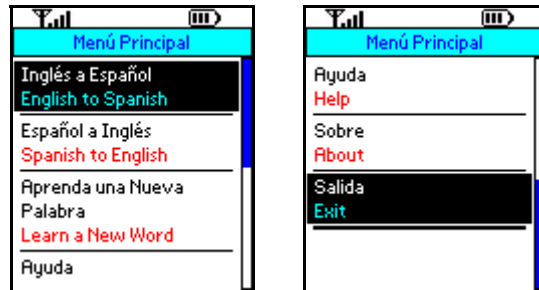 Menú Principal
Inglés a Español
English to Spanish
Español a Inglés
Spanish to English
Aprenda una Nueva
Palabra
Learn a New Word
Ayuda
Menú Principal
Ayuda
Help
Sobre
About
Salida
Exit